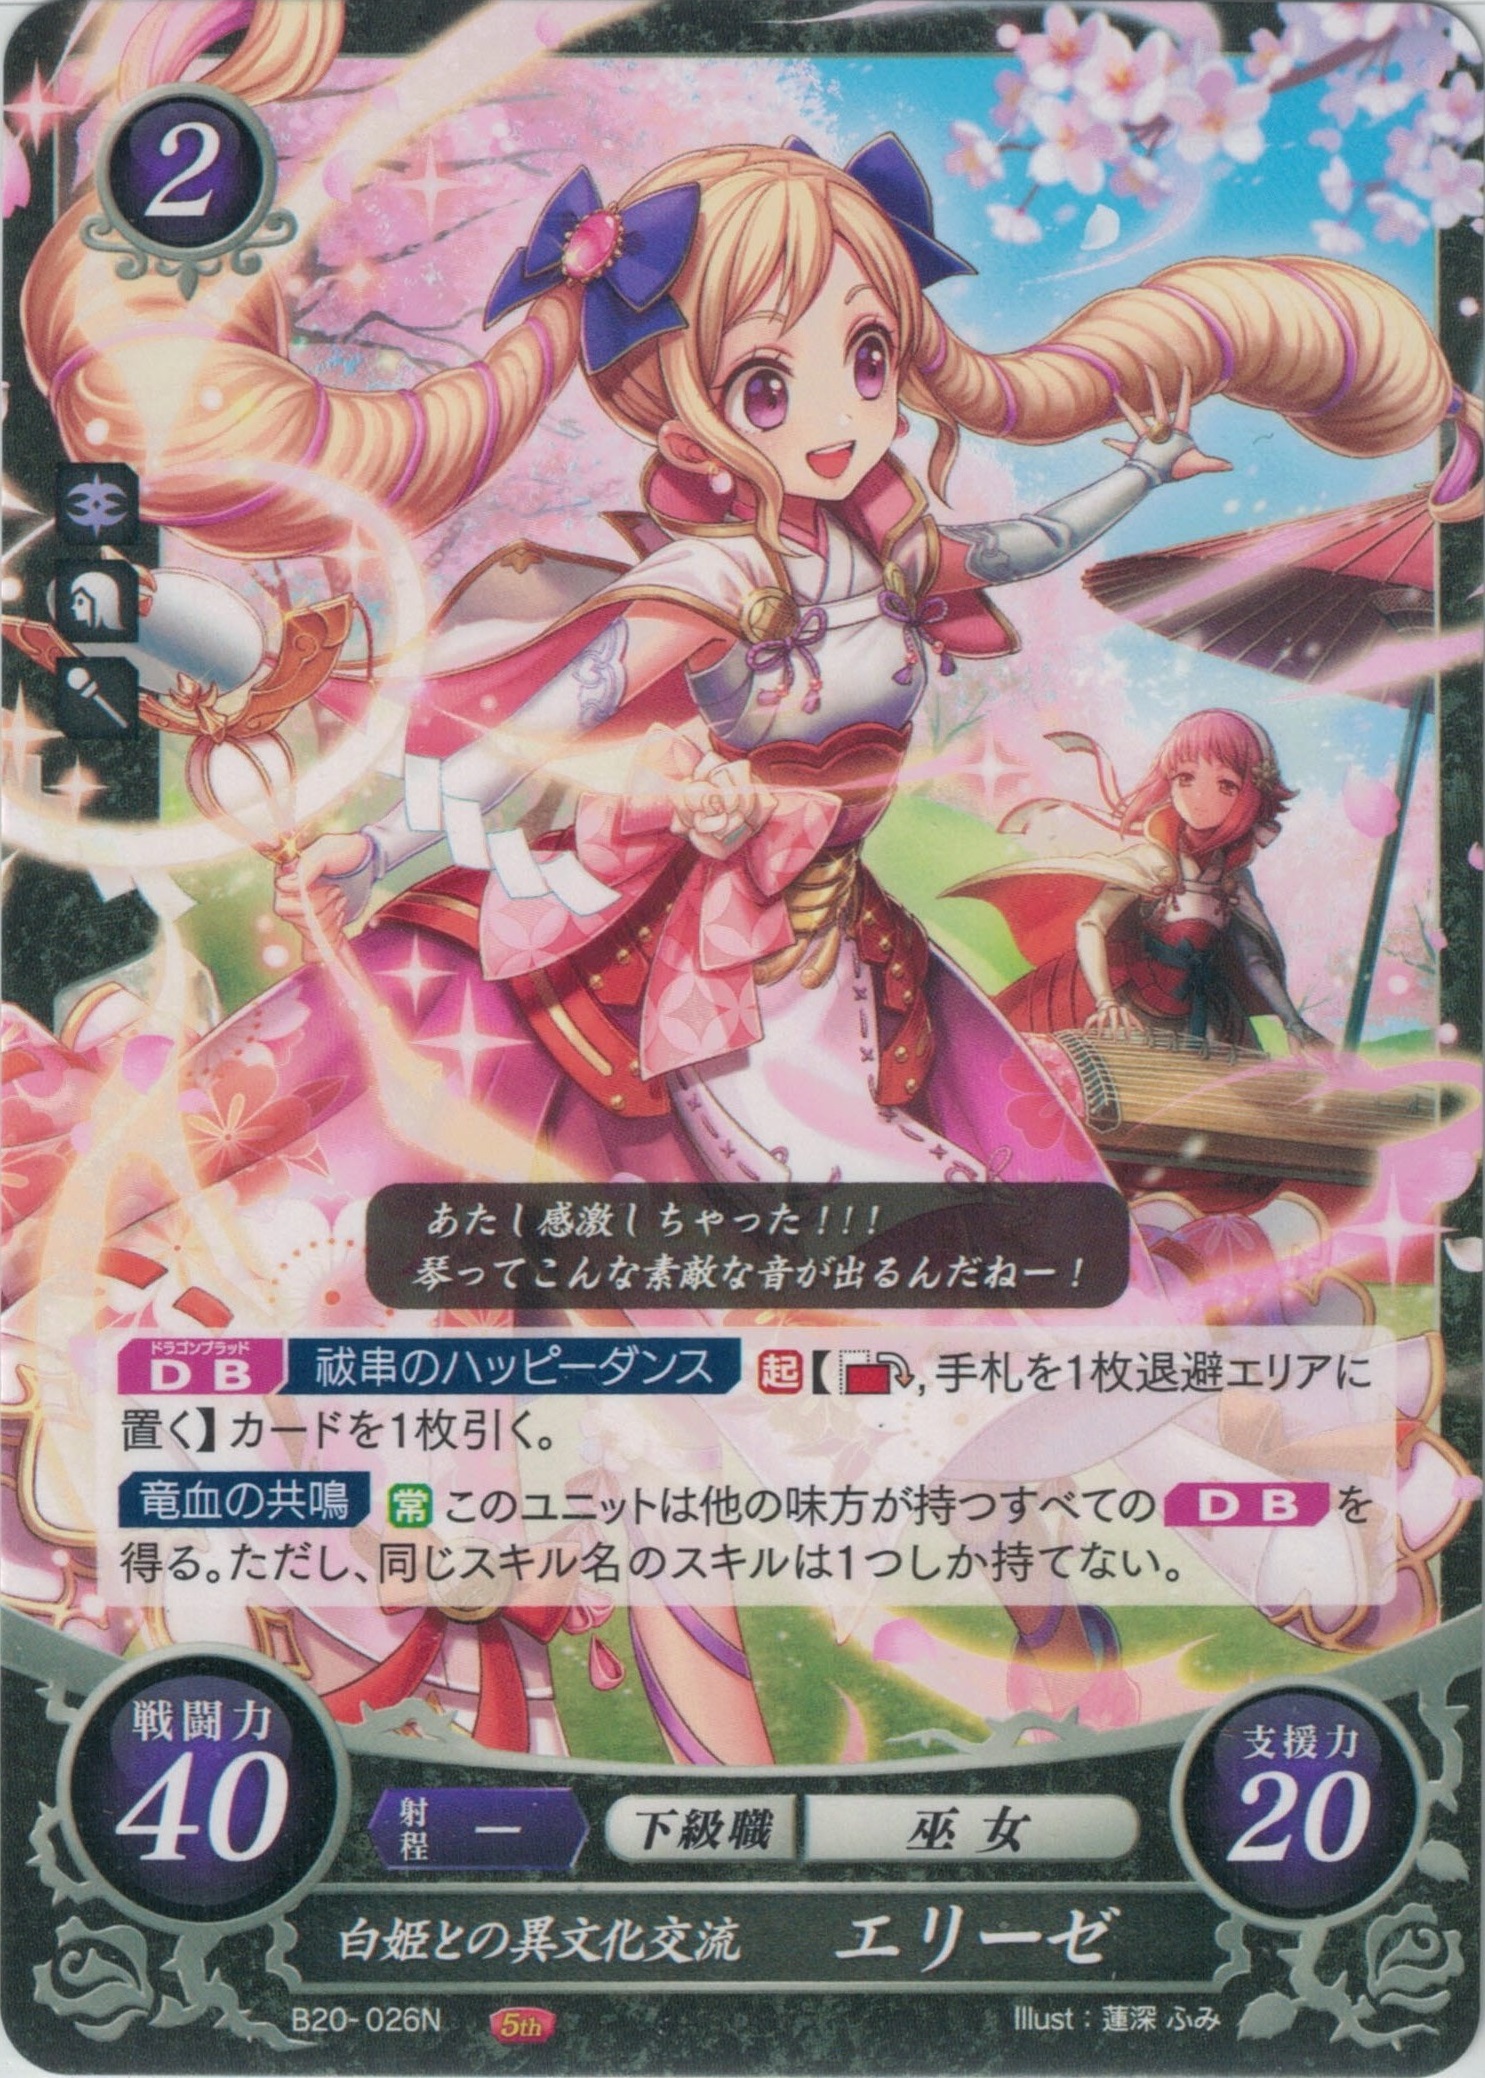 2
あたし感激しちゃった!!!
琴ってこんな素敵な音が出るんだねー!
ドラゴンブラッド
DB 祓串のハッピーダンス 起【 , 手札を1枚退避エリアに
置く】カードを1枚引く。
竜血の共鳴 常 このユニットは他の味方が持つすべての DB を
得る。ただし、同じスキル名のスキルは1つしか持てない。
戦闘力
40
射程 ー
下級職 巫女
支援力
20
白姫との異文化交流 エリーゼ
B20-026N 5th Illust:蓮深 ふみ